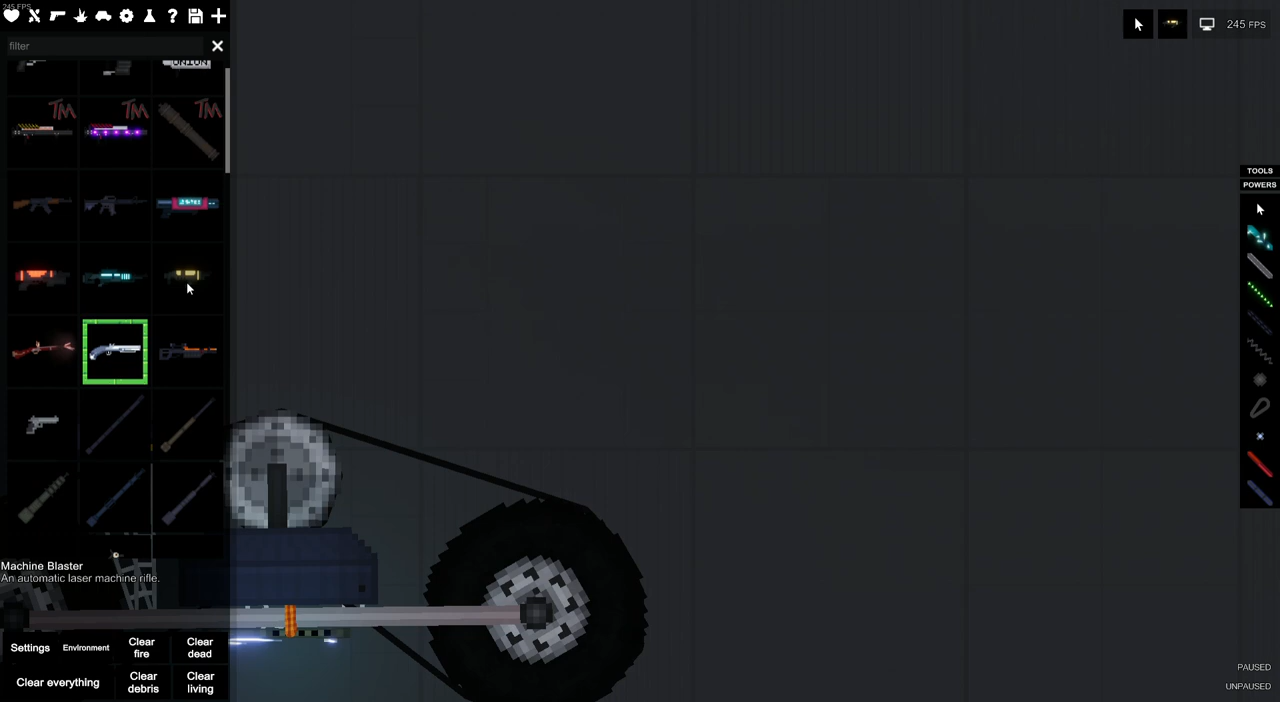 245 FPS
filter
245 FPS
UNION
TM
TM
TM
TOOLS
POWERS
Machine Blaster
An automatic laser machine rifle.
Settings
Environment
Clear
fire
Clear
dead
Clear everything
Clear
debris
Clear
living
PAUSED
UNPAUSED